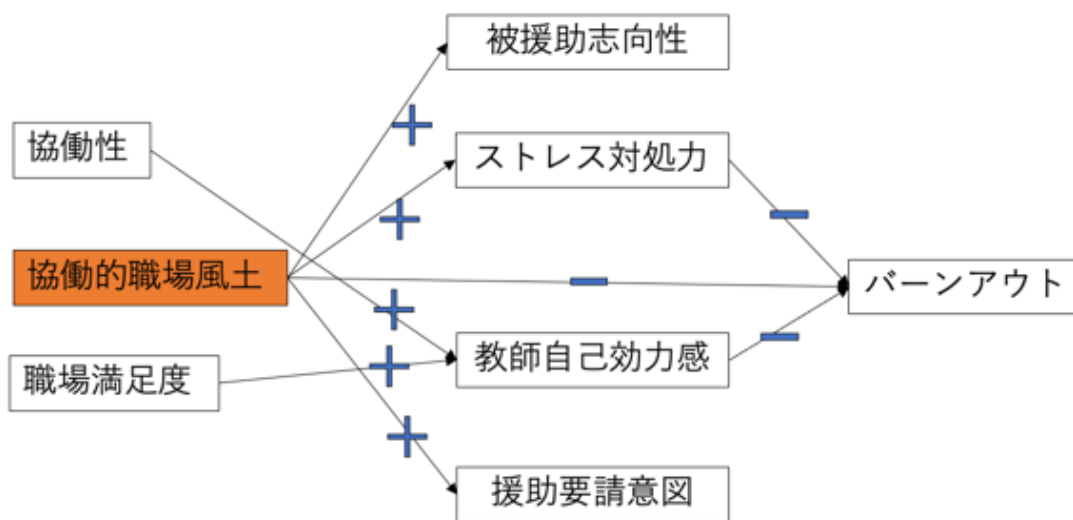 被援助志向性
協働性
ストレス対処力
協働的職場風土
バーンアウト
教師自己効力感
職場満足度
援助要請意図